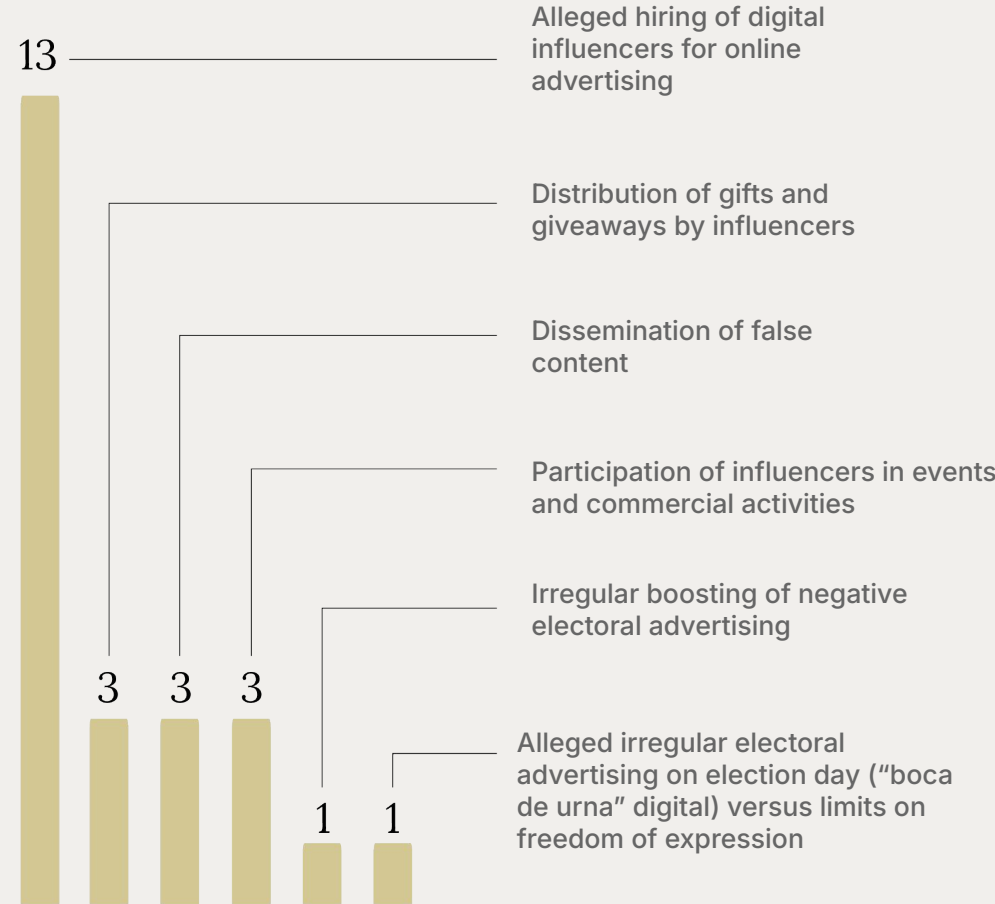 Alleged hiring of digital
influencers for online
advertising
13
Distribution of gifts and
giveaways by influencers
Dissemination of false
content
Participation of influencers in events
and commercial activities
Irregular boosting of negative
electoral advertising
3
3
3
Alleged irregular electoral
advertising on election day (“boca
de urna” digital) versus limits on
freedom of expression
1
1